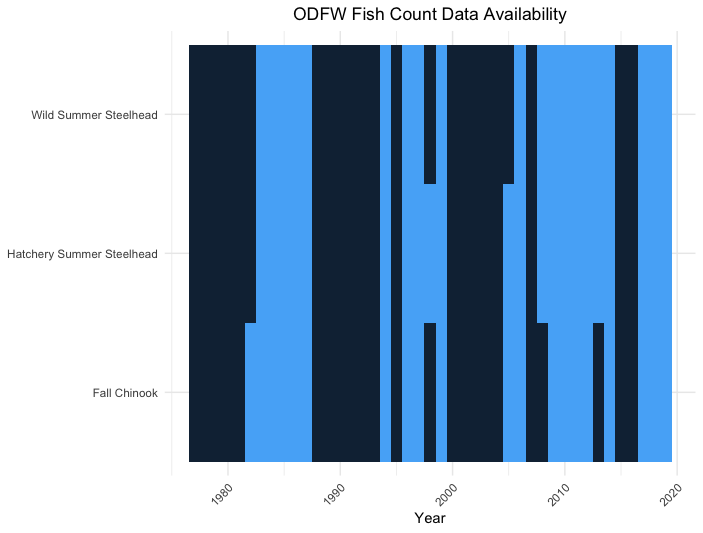 ODFW Fish Count Data Availability
Wild Summer Steelhead
Hatchery Summer Steelhead
Fall Chinook
1980
1990
2000
2010
2020
Year